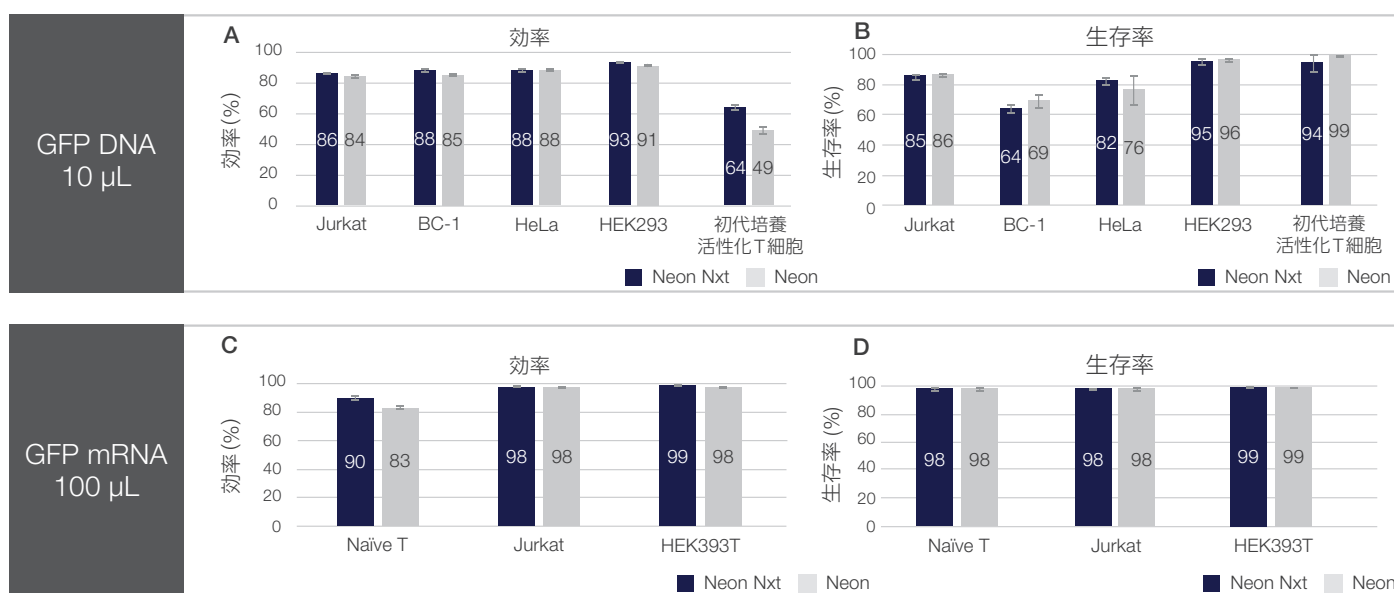 GFP DNA
10 µL
A
効率
効率 (%)
100
80
60
40
20
0
86
84
88
85
88
88
93
91
64
49
Jurkat
BC-1
HeLa
HEK293
初代培養
活性化T細胞
Neon Nxt
Neon
B
生存率
生存率 (%)
100
80
60
40
20
0
85
86
64
69
82
76
95
96
94
99
Jurkat
BC-1
HeLa
HEK293
初代培養
活性化T細胞
Neon Nxt
Neon
GFP mRNA
100 µL
C
効率
効率 (%)
100
80
60
40
20
0
90
83
98
98
99
98
Naïve T
Jurkat
HEK393T
Neon Nxt
Neon
D
生存率
生存率 (%)
100
80
60
40
20
0
98
98
98
98
99
99
Naïve T
Jurkat
HEK393T
Neon Nxt
Neon